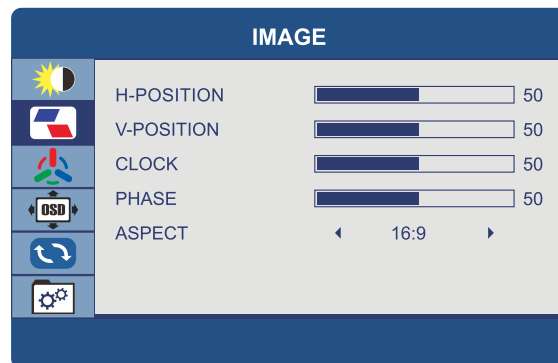 IMAGE
H-POSITION 50
V-POSITION 50
CLOCK 50
PHASE 50
ASPECT 16:9
OSD